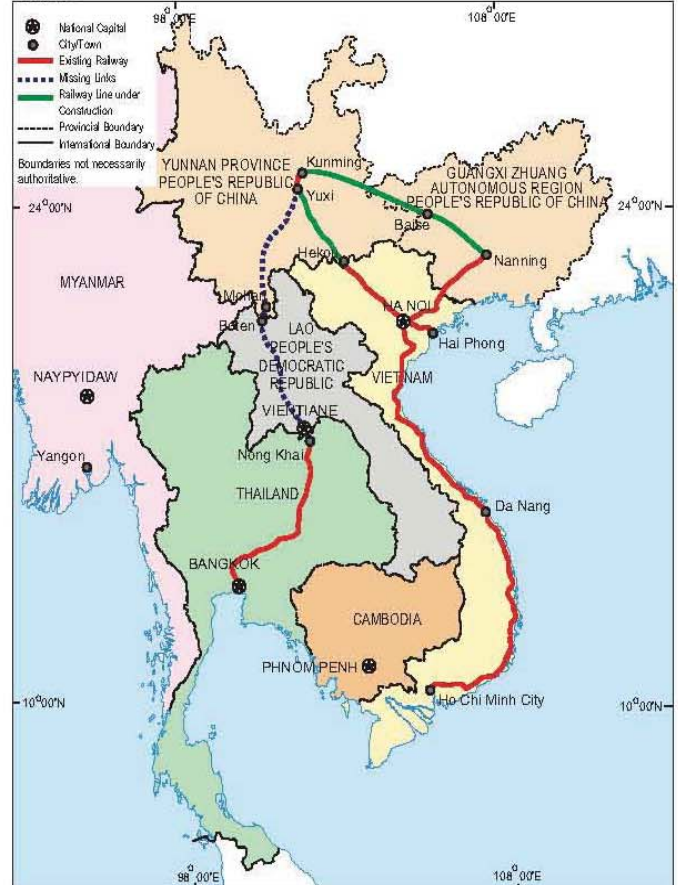 98°00'E
108°00'E
National Capital
City/Town
Existing Railway
Missing Links
Railway Line under
Construction
Provincial Boundary
International Boundary
Boundaries not necessarily
authoritative.
YUNNAN PROVINCE
PEOPLE'S REPUBLIC
OF CHINA
Kunming
Yuxi
GUANGXI ZHUANG
AUTONOMOUS REGION
PEOPLE'S REPUBLIC OF CHINA
24°00'N
24°00'N
Baise
Nanning
Hekou
MYANMAR
Mohan
Boten
HA NOI
Hai Phong
LAO
PEOPLE'S
DEMOCRATIC
REPUBLIC
VIETNAM
NAYPYIDAW
VIENTIANE
Nong Khai
Yangon
THAILAND
Da Nang
BANGKOK
CAMBODIA
PHNOM PENH
Ho Chi Minh City
10°00'N
10°00'N
98°00'E
108°00'E